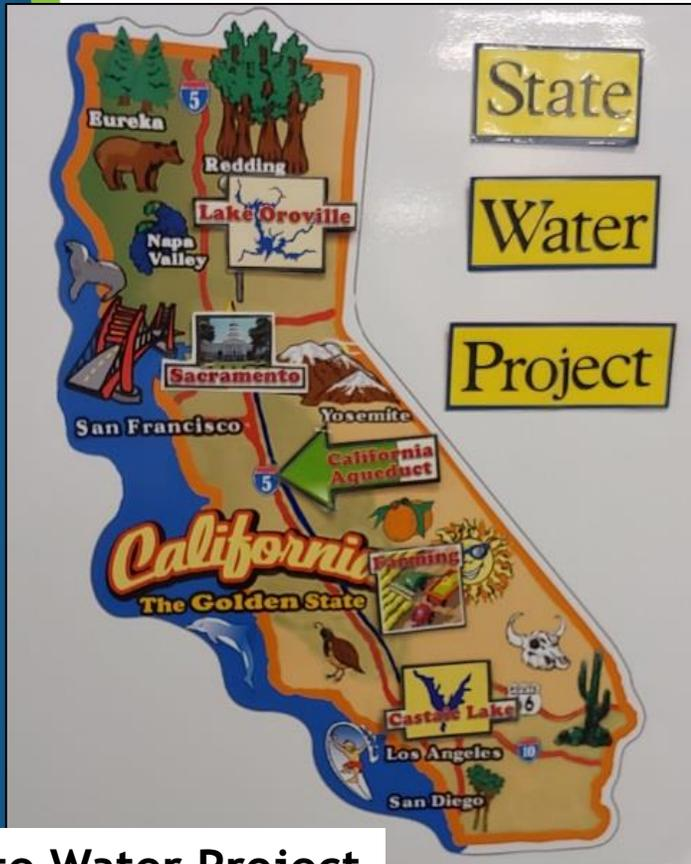 State
Water
Project
5
Eureka
Redding
Lake Oroville
Napa
Valley
Sacramento
Yosemite
San Francisco
California
Aqueduct
5
California
The Golden State
Farming
Castaic Lake
Los Angeles
10
San Diego